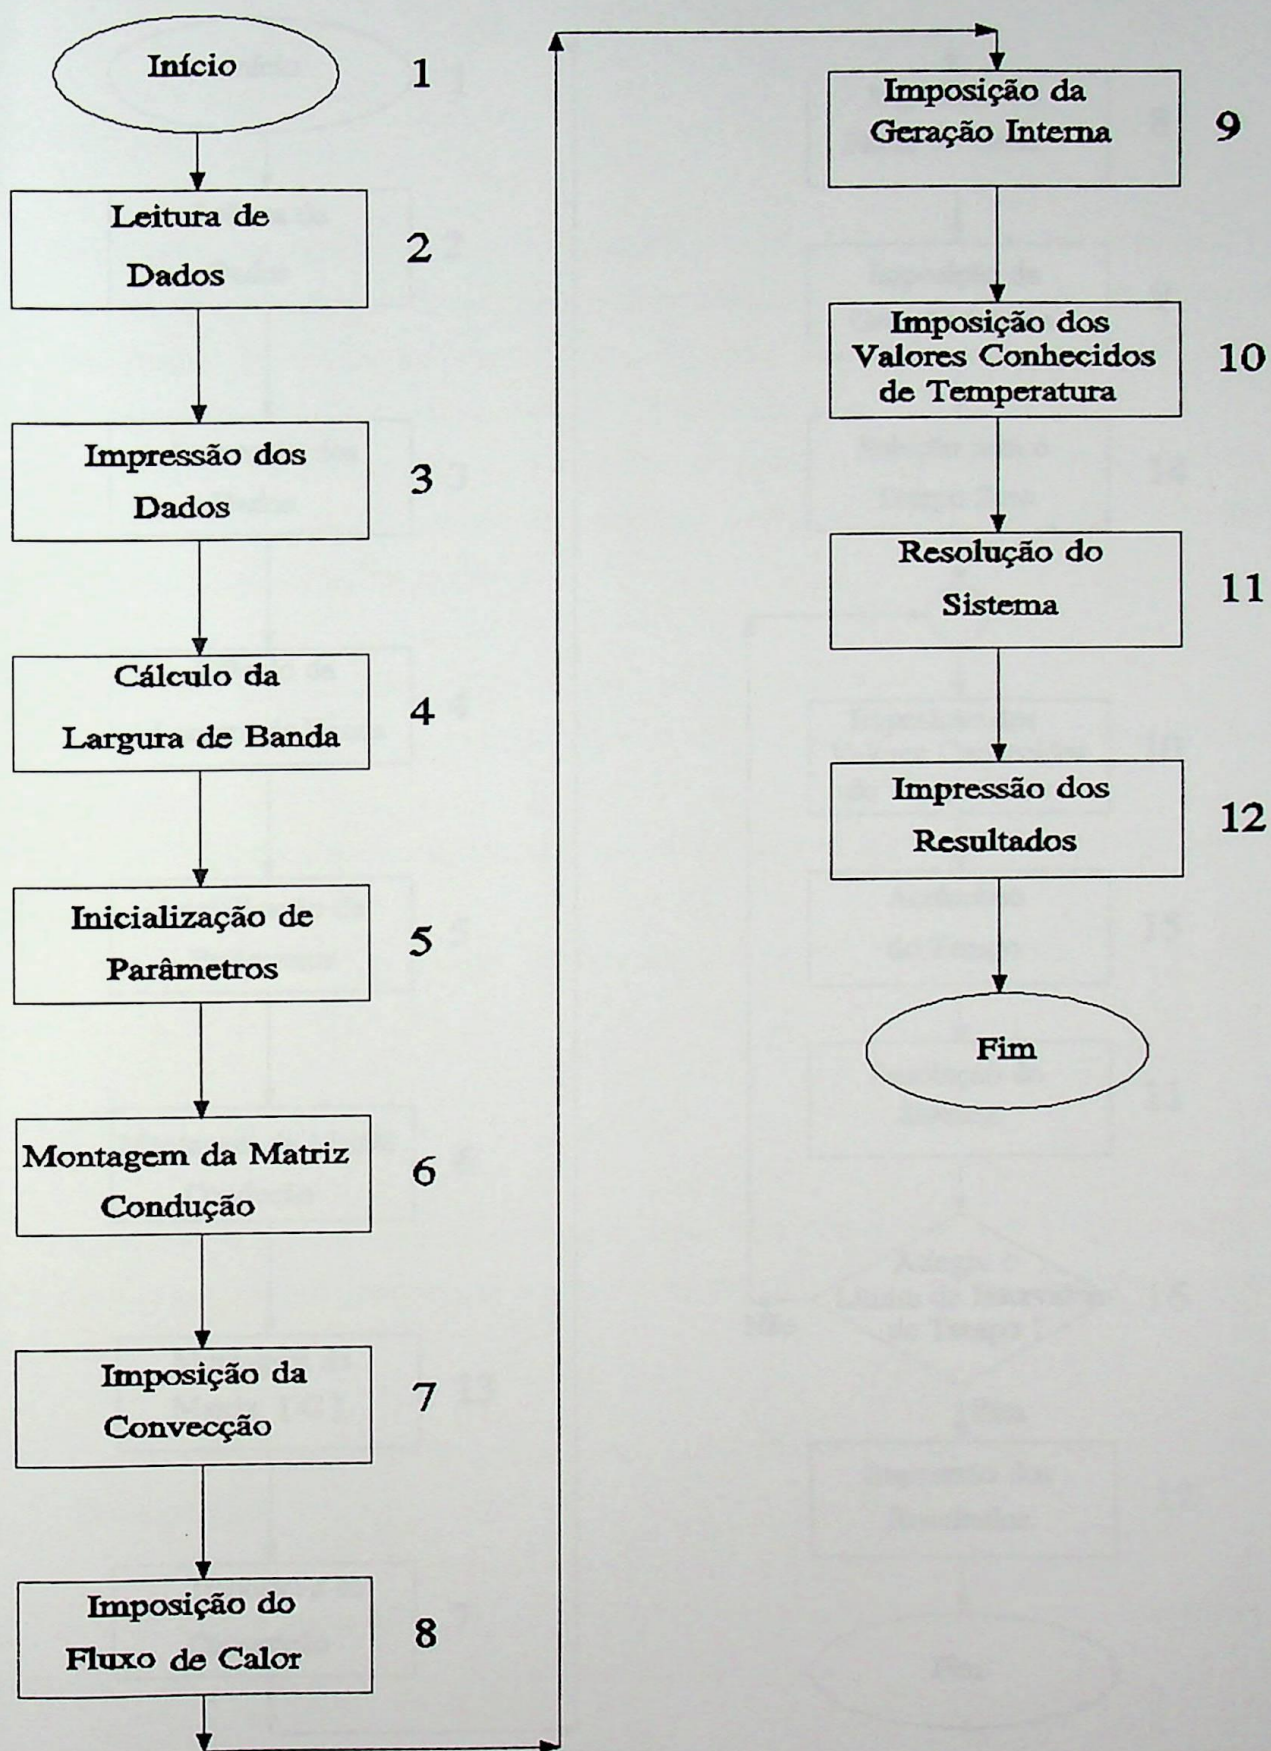 Início
1
Leitura de
Dados
2
Impressão dos
Dados
3
Cálculo da
Largura de Banda
4
Inicialização de
Parâmetros
5
Montagem da Matriz
Condução
6
Imposição da
Convecção
7
Imposição do
Fluxo de Calor
8
Imposição da
Geração Interna
9
Imposição dos
Valores Conhecidos
de Temperatura
10
Resolução do
Sistema
11
Impressão dos
Resultados
12
Fim